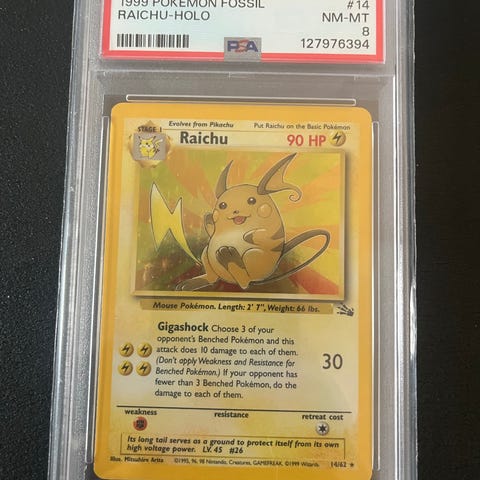 1999 POKEMON FOSSIL #14
RAICHU-HOLO NM-MT
8
PSA 127976394
Evolves from Pikachu Put Raichu on the Basic Pokémon
STAGE 1
Raichu 90 HP
Mouse Pokémon. Length: 2' 7", Weight: 66 lbs.
Gigashock Choose 3 of your
opponent's Benched Pokémon and this
attack does 10 damage to each of them.
(Don't apply Weakness and Resistance for
Benched Pokémon.) If your opponent has
fewer than 3 Benched Pokémon, do the
damage to each of them.
30
weakness resistance retreat cost
Its long tail serves as a ground to protect itself from its own
high voltage power. LV. 45 #26
Illus. Mitsuhiro Arita ©1995, 96, 98 Nintendo, Creatures, GAMEFREAK. ©1999 Wizards. 14/62 ★